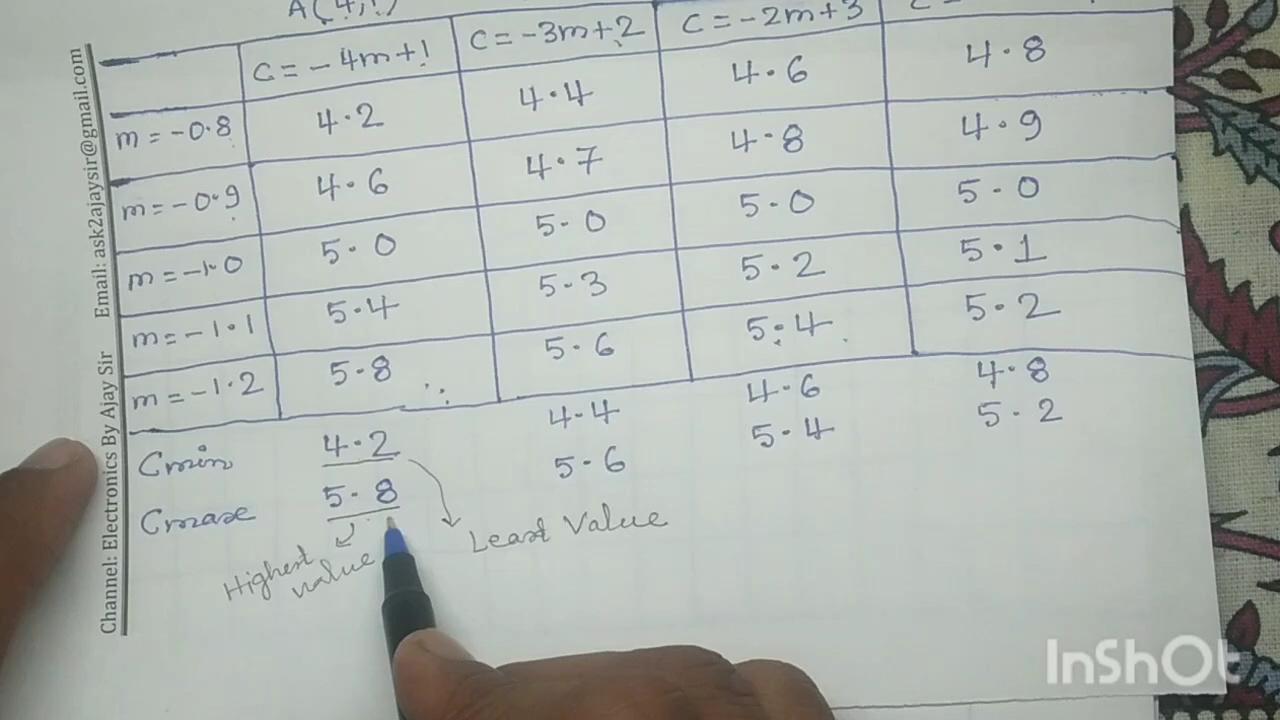 A(4,1)
C = -4m+1 C = -3m+2 C = -2m+3
m = -0.8 4.2 4.4 4.6 4.8
m = -0.9 4.6 4.7 4.8 4.9
m = -1.0 5.0 5.0 5.0 5.0
m = -1.1 5.4 5.3 5.2 5.1
m = -1.2 5.8 5.6 5.4 5.2
Cmin 4.2 4.4 4.6 4.8
Cmax 5.8 5.6 5.4 5.2
Highest value
Least Value
Channel: Electronics By Ajay Sir Email: ask2ajaysir@gmail.com
InShOt